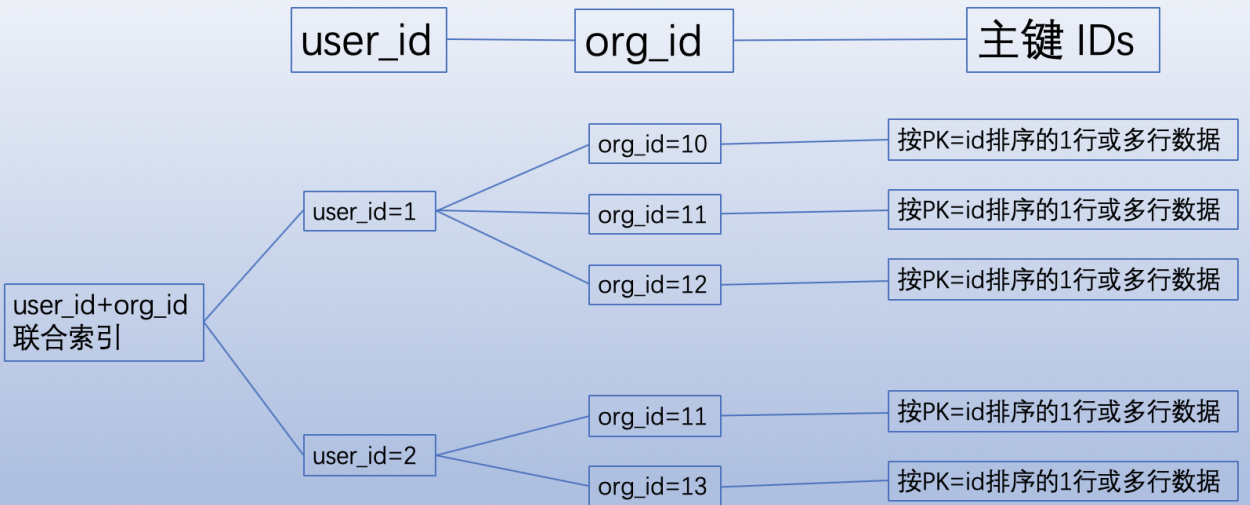 user_id
org_id
主键 IDs
org_id=10
按PK=id排序的1行或多行数据
user_id=1
org_id=11
按PK=id排序的1行或多行数据
org_id=12
按PK=id排序的1行或多行数据
user_id+org_id
联合索引
org_id=11
按PK=id排序的1行或多行数据
user_id=2
org_id=13
按PK=id排序的1行或多行数据